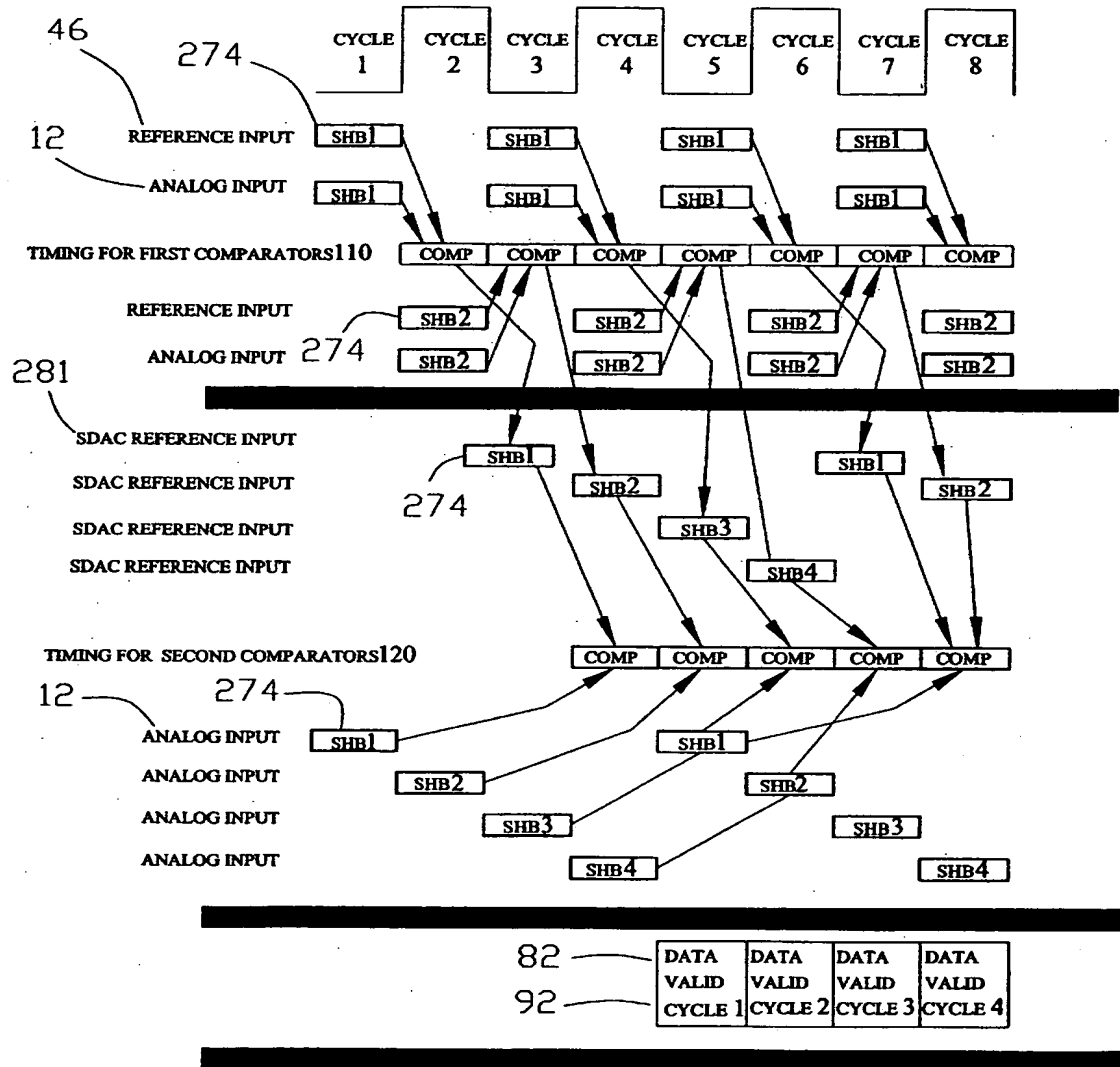 46
274
CYCLE 1 CYCLE 2 CYCLE 3 CYCLE 4 CYCLE 5 CYCLE 6 CYCLE 7 CYCLE 8
12
REFERENCE INPUT SHB1 SHB1 SHB1 SHB1
ANALOG INPUT SHB1 SHB1 SHB1 SHB1
TIMING FOR FIRST COMPARATORS110 COMP COMP COMP COMP COMP COMP COMP
REFERENCE INPUT SHB2 SHB2 SHB2 SHB2
274
ANALOG INPUT SHB2 SHB2 SHB2 SHB2
281
SDAC REFERENCE INPUT SHB1 SHB1
274
SDAC REFERENCE INPUT SHB2 SHB2
SDAC REFERENCE INPUT SHB3
SDAC REFERENCE INPUT SHB4
TIMING FOR SECOND COMPARATORS120 COMP COMP COMP COMP COMP
12
274
ANALOG INPUT SHB1 SHB1
ANALOG INPUT SHB2 SHB2
ANALOG INPUT SHB3 SHB3
ANALOG INPUT SHB4 SHB4
82
92
DATA VALID CYCLE 1
DATA VALID CYCLE 2
DATA VALID CYCLE 3
DATA VALID CYCLE 4